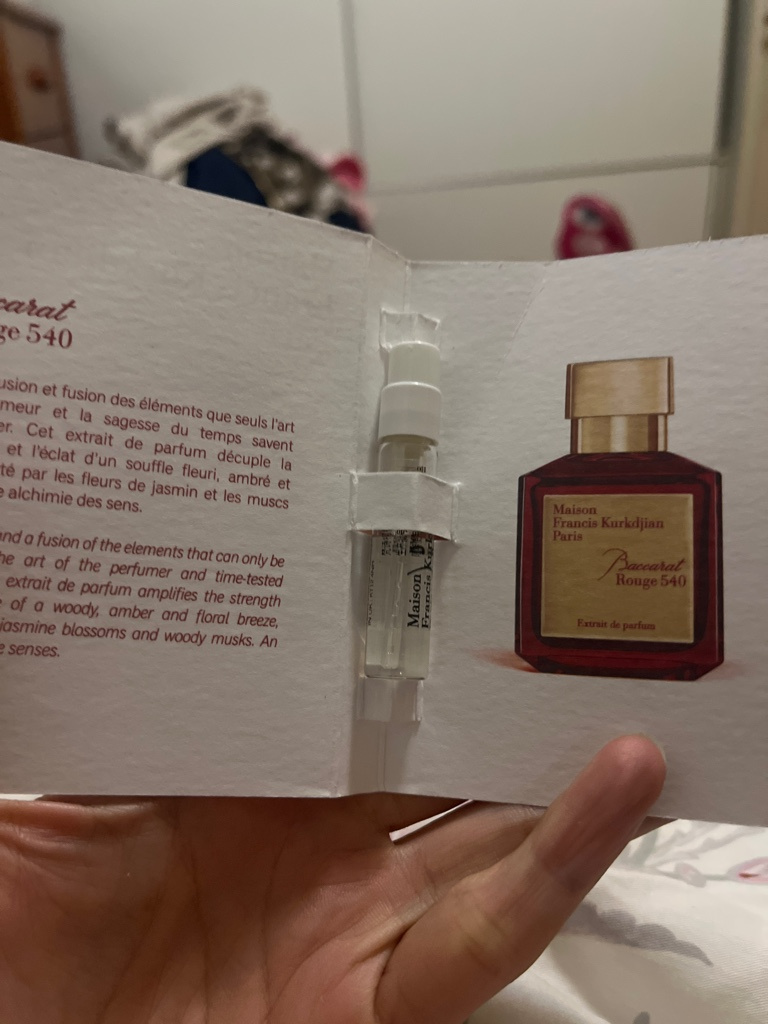 carat
ge 540
usion et fusion des éléments que seuls l'art
meur et la sagesse du temps savent
er. Cet extrait de parfum décuple la
et l'éclat d'un souffle fleuri, ambré et
té par les fleurs de jasmin et les muscs
e alchimie des sens.
and a fusion of the elements that can only be
he art of the perfumer and time-tested
extrait de parfum amplifies the strength
of a woody, amber and floral breeze,
jasmine blossoms and woody musks. An
e senses.
Maison
Francis Kur
Maison
Francis Kurkdjian
Paris
Baccarat
Rouge 540
Extrait de parfum